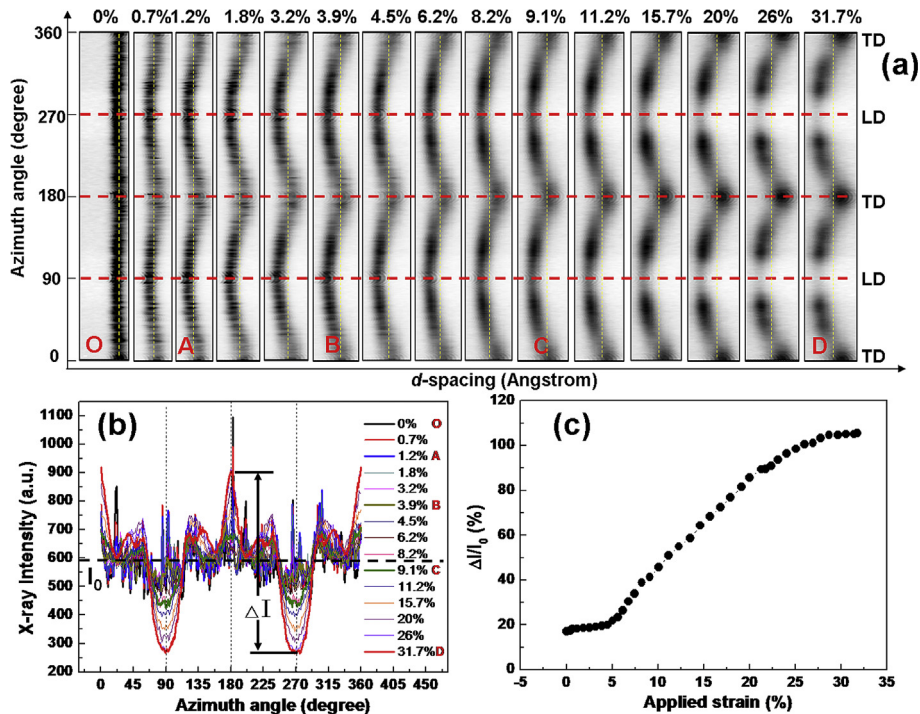 0% 0.7% 1.2% 1.8% 3.2% 3.9% 4.5% 6.2% 8.2% 9.1% 11.2% 15.7% 20% 26% 31.7%
360 TD
(a)
270 LD
180 TD
90 LD
0 TD
O A B C D
Azimuth angle (degree)
d-spacing (Angstrom)
(b)
1100
1000
900
800
700
600
500
400
300
200
X-ray Intensity (a.u.)
I0
ΔI
0% O
0.7%
1.2% A
1.8%
3.2%
3.9% B
4.5%
6.2%
8.2%
9.1% C
11.2%
15.7%
20%
26%
31.7% D
0 45 90 135 180 225 270 315 360 405 450
Azimuth angle (degree)
(c)
120
100
80
60
40
20
0
ΔI/I0 (%)
-5 0 5 10 15 20 25 30 35
Applied strain (%)